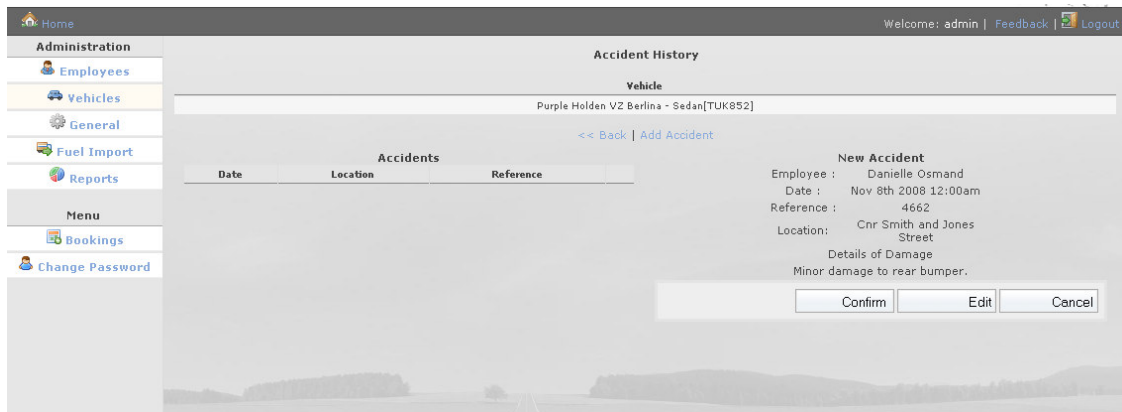 Home
Welcome: admin | Feedback | Logout
Administration
Employees
Vehicles
General
Fuel Import
Reports
Menu
Bookings
Change Password
Accident History
Vehicle
Purple Holden VZ Berlina - Sedan[TUK852]
<< Back | Add Accident
Accidents
Date Location Reference
New Accident
Employee : Danielle Osmand
Date : Nov 8th 2008 12:00am
Reference : 4662
Location: Cnr Smith and Jones
Street
Details of Damage
Minor damage to rear bumper.
Confirm Edit Cancel